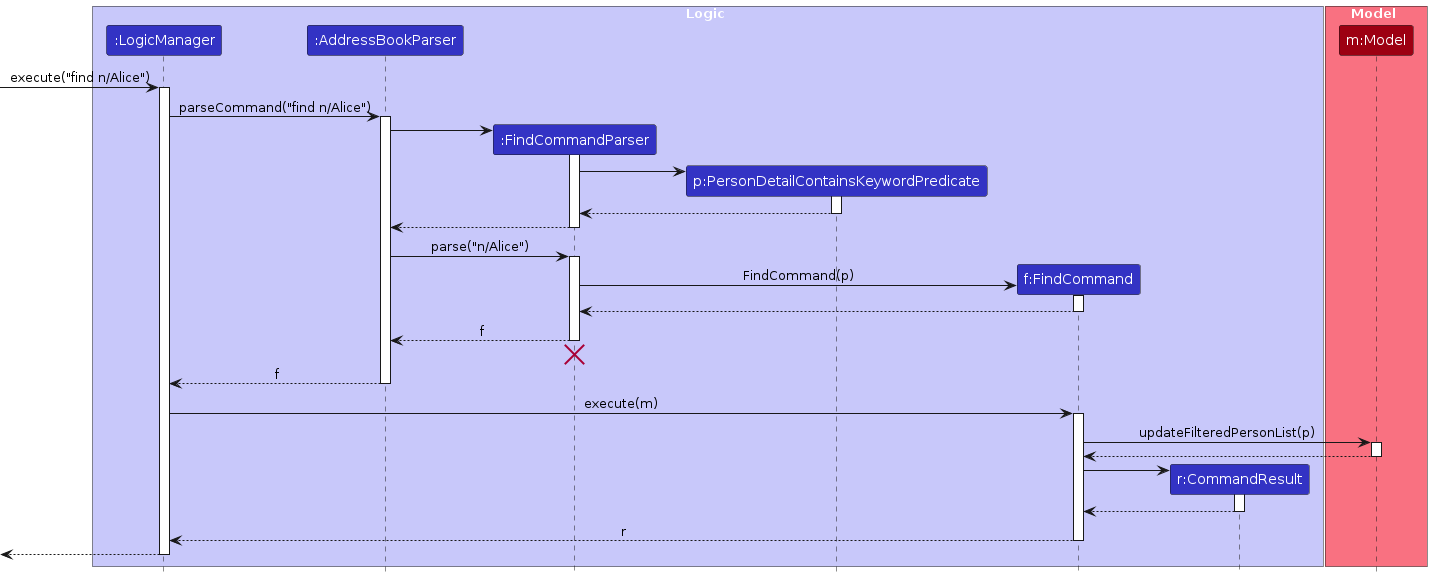 Logic
Model
:LogicManager
:AddressBookParser
m:Model
execute("find n/Alice")
parseCommand("find n/Alice")
:FindCommandParser
p:PersonDetailContainsKeywordPredicate
parse("n/Alice")
FindCommand(p)
f:FindCommand
f
f
execute(m)
updateFilteredPersonList(p)
r:CommandResult
r